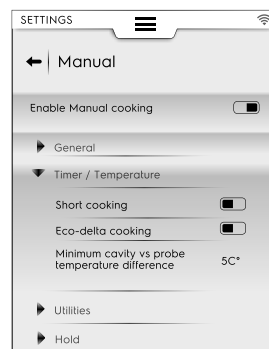 SETTINGS
Manual
Enable Manual cooking
General
Timer / Temperature
Short cooking
Eco-delta cooking
Minimum cavity vs probe
temperature difference
5C°
Utilities
Hold